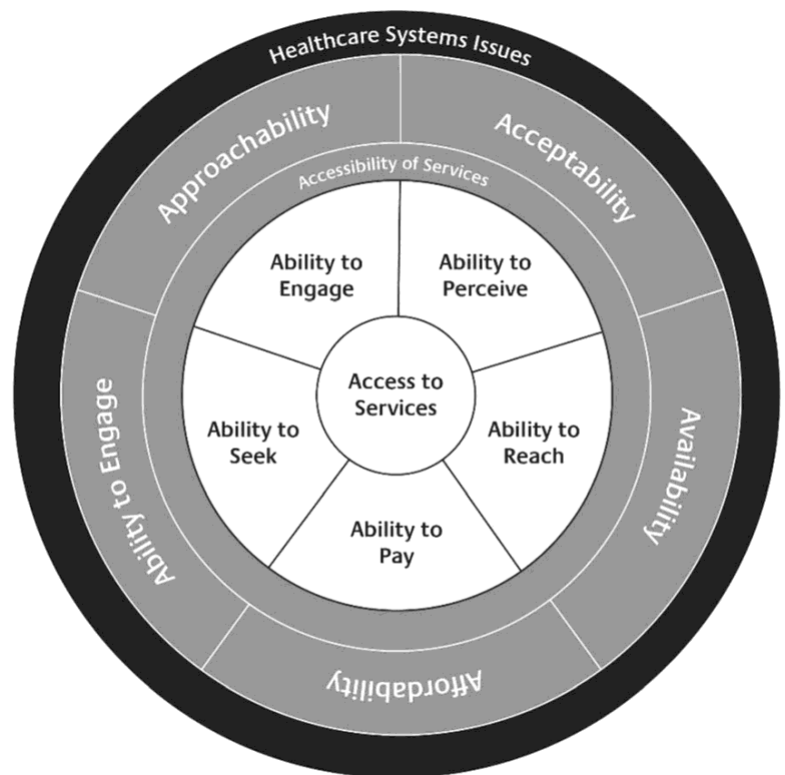 Healthcare Systems Issues
Approachability
Acceptability
Accessibility of Services
Ability to
Engage
Ability to
Perceive
Access to
Services
Ability to Engage
Ability to
Seek
Ability to
Reach
Availability
Ability to
Pay
Affordability